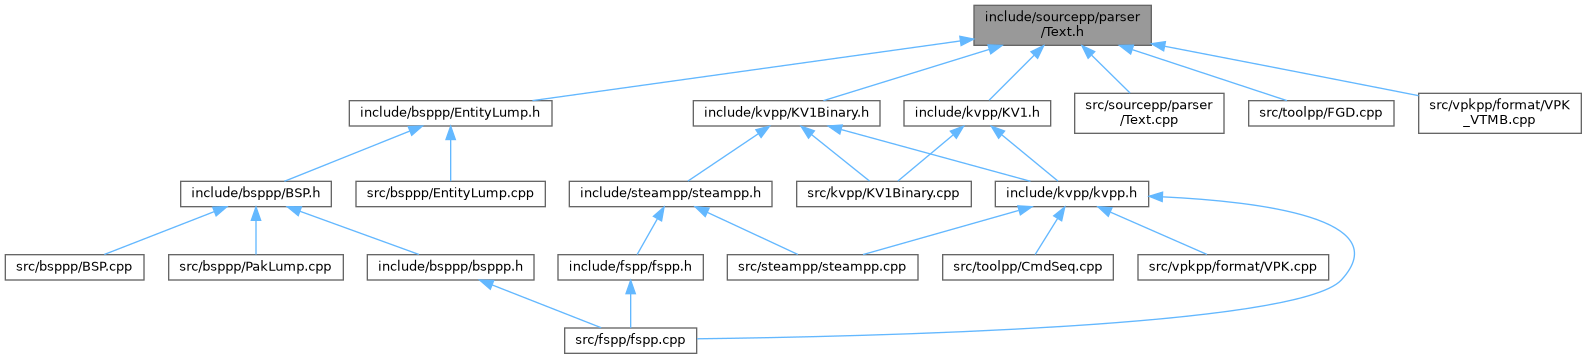 include/sourcepp/parser
/Text.h
include/bsppp/EntityLump.h
include/kvpp/KV1Binary.h
include/kvpp/KV1.h
src/sourcepp/parser
/Text.cpp
src/toolpp/FGD.cpp
src/vpkpp/format/VPK
_VTMB.cpp
include/bsppp/BSP.h
src/bsppp/EntityLump.cpp
include/steampp/steampp.h
src/kvpp/KV1Binary.cpp
include/kvpp/kvpp.h
src/bsppp/BSP.cpp
src/bsppp/PakLump.cpp
include/bsppp/bsppp.h
include/fspp/fspp.h
src/steampp/steampp.cpp
src/toolpp/CmdSeq.cpp
src/vpkpp/format/VPK.cpp
src/fspp/fspp.cpp